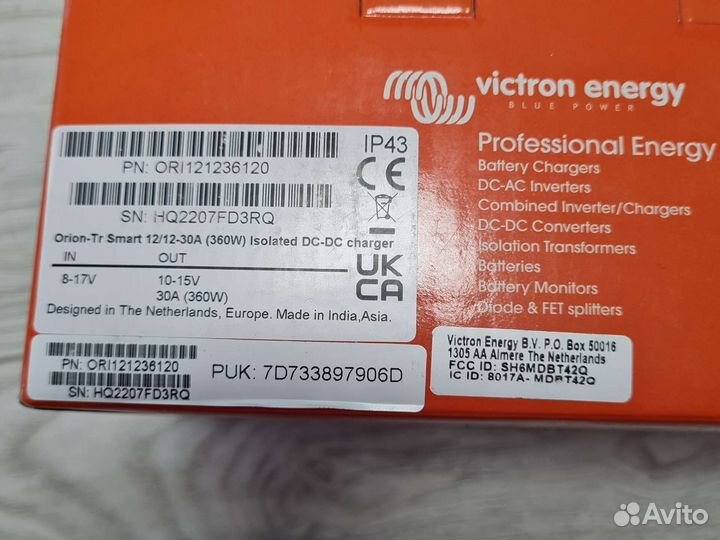 victron energy
BLUE POWER
Professional Energy
Battery Chargers
DC-AC Inverters
Combined Inverter/Chargers
DC-DC Converters
Isolation Transformers
Batteries
Battery Monitors
Diode & FET splitters
IP43
PN: ORI121236120
CE
SN: HQ2207FD3RQ
Orion-Tr Smart 12/12-30A (360W) Isolated DC-DC charger
IN OUT
8-17V 10-15V
30A (360W)
UK
CA
Designed in The Netherlands, Europe. Made in India,Asia.
PN: ORI121236120
SN: HQ2207FD3RQ
PUK: 7D733897906D
Victron Energy B.V. P.O. Box 50016
1305 AA Almere The Netherlands
FCC ID: SH6MDBT42Q
IC ID: 8017A- MDBT42Q
Avito